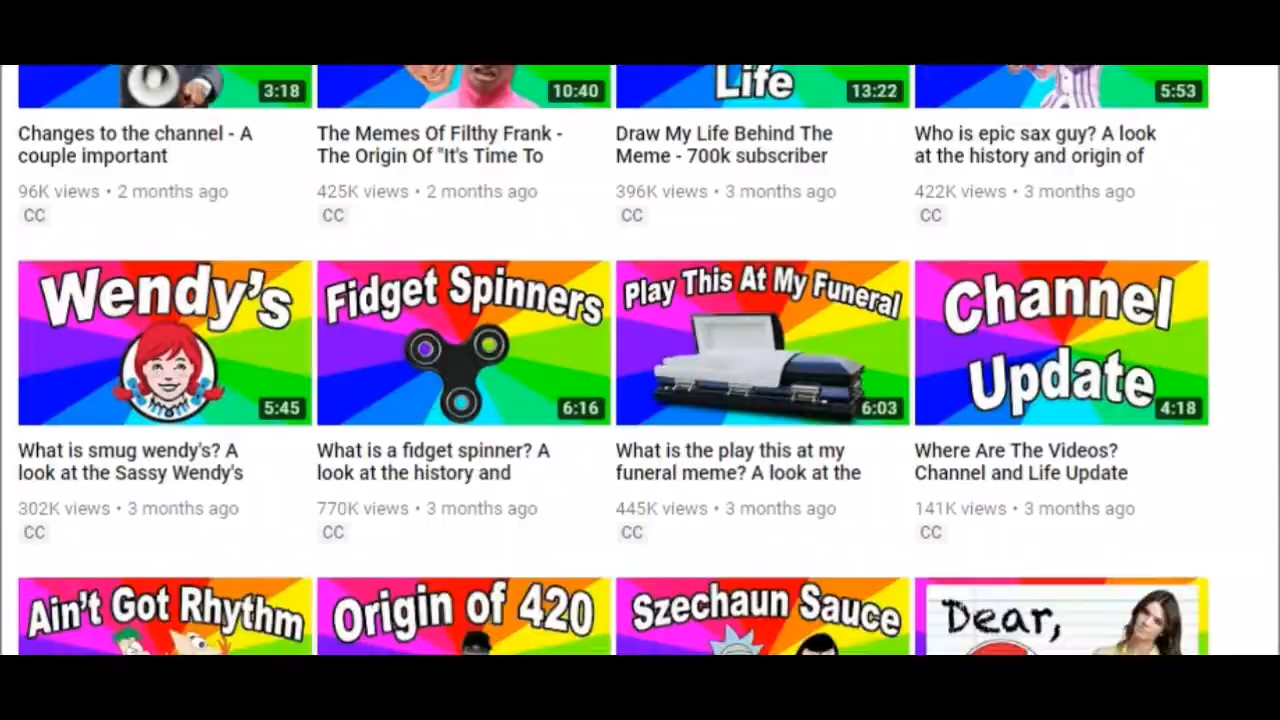 Life
3:18
10:40
13:22
5:53
Changes to the channel - A
couple important
The Memes Of Filthy Frank -
The Origin Of "It's Time To
Draw My Life Behind The
Meme - 700k subscriber
Who is epic sax guy? A look
at the history and origin of
96K views • 2 months ago
425K views • 2 months ago
396K views • 3 months ago
422K views • 3 months ago
CC
CC
CC
CC
Wendy's
5:45
Fidget Spinners
6:16
Play This At My Funeral
6:03
Channel
Update
4:18
What is smug wendy's? A
look at the Sassy Wendy's
What is a fidget spinner? A
look at the history and
What is the play this at my
funeral meme? A look at the
Where Are The Videos?
Channel and Life Update
302K views • 3 months ago
770K views • 3 months ago
445K views • 3 months ago
141K views • 3 months ago
CC
CC
CC
CC
Ain't Got Rhythm
Origin of 420
Szechaun Sauce
Dear,